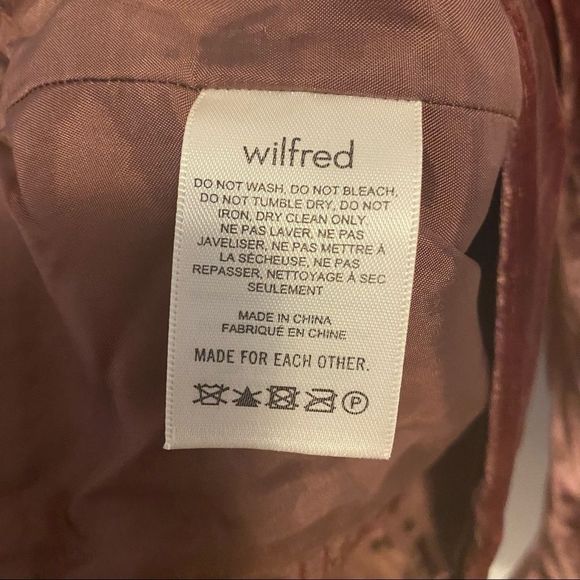 wilfred
DO NOT WASH, DO NOT BLEACH,
DO NOT TUMBLE DRY, DO NOT
IRON, DRY CLEAN ONLY
NE PAS LAVER, NE PAS
JAVELISER, NE PAS METTRE À
LA SÉCHEUSE, NE PAS
REPASSER, NETTOYAGE À SEC
SEULEMENT
MADE IN CHINA
FABRIQUÉ EN CHINE
MADE FOR EACH OTHER.
P